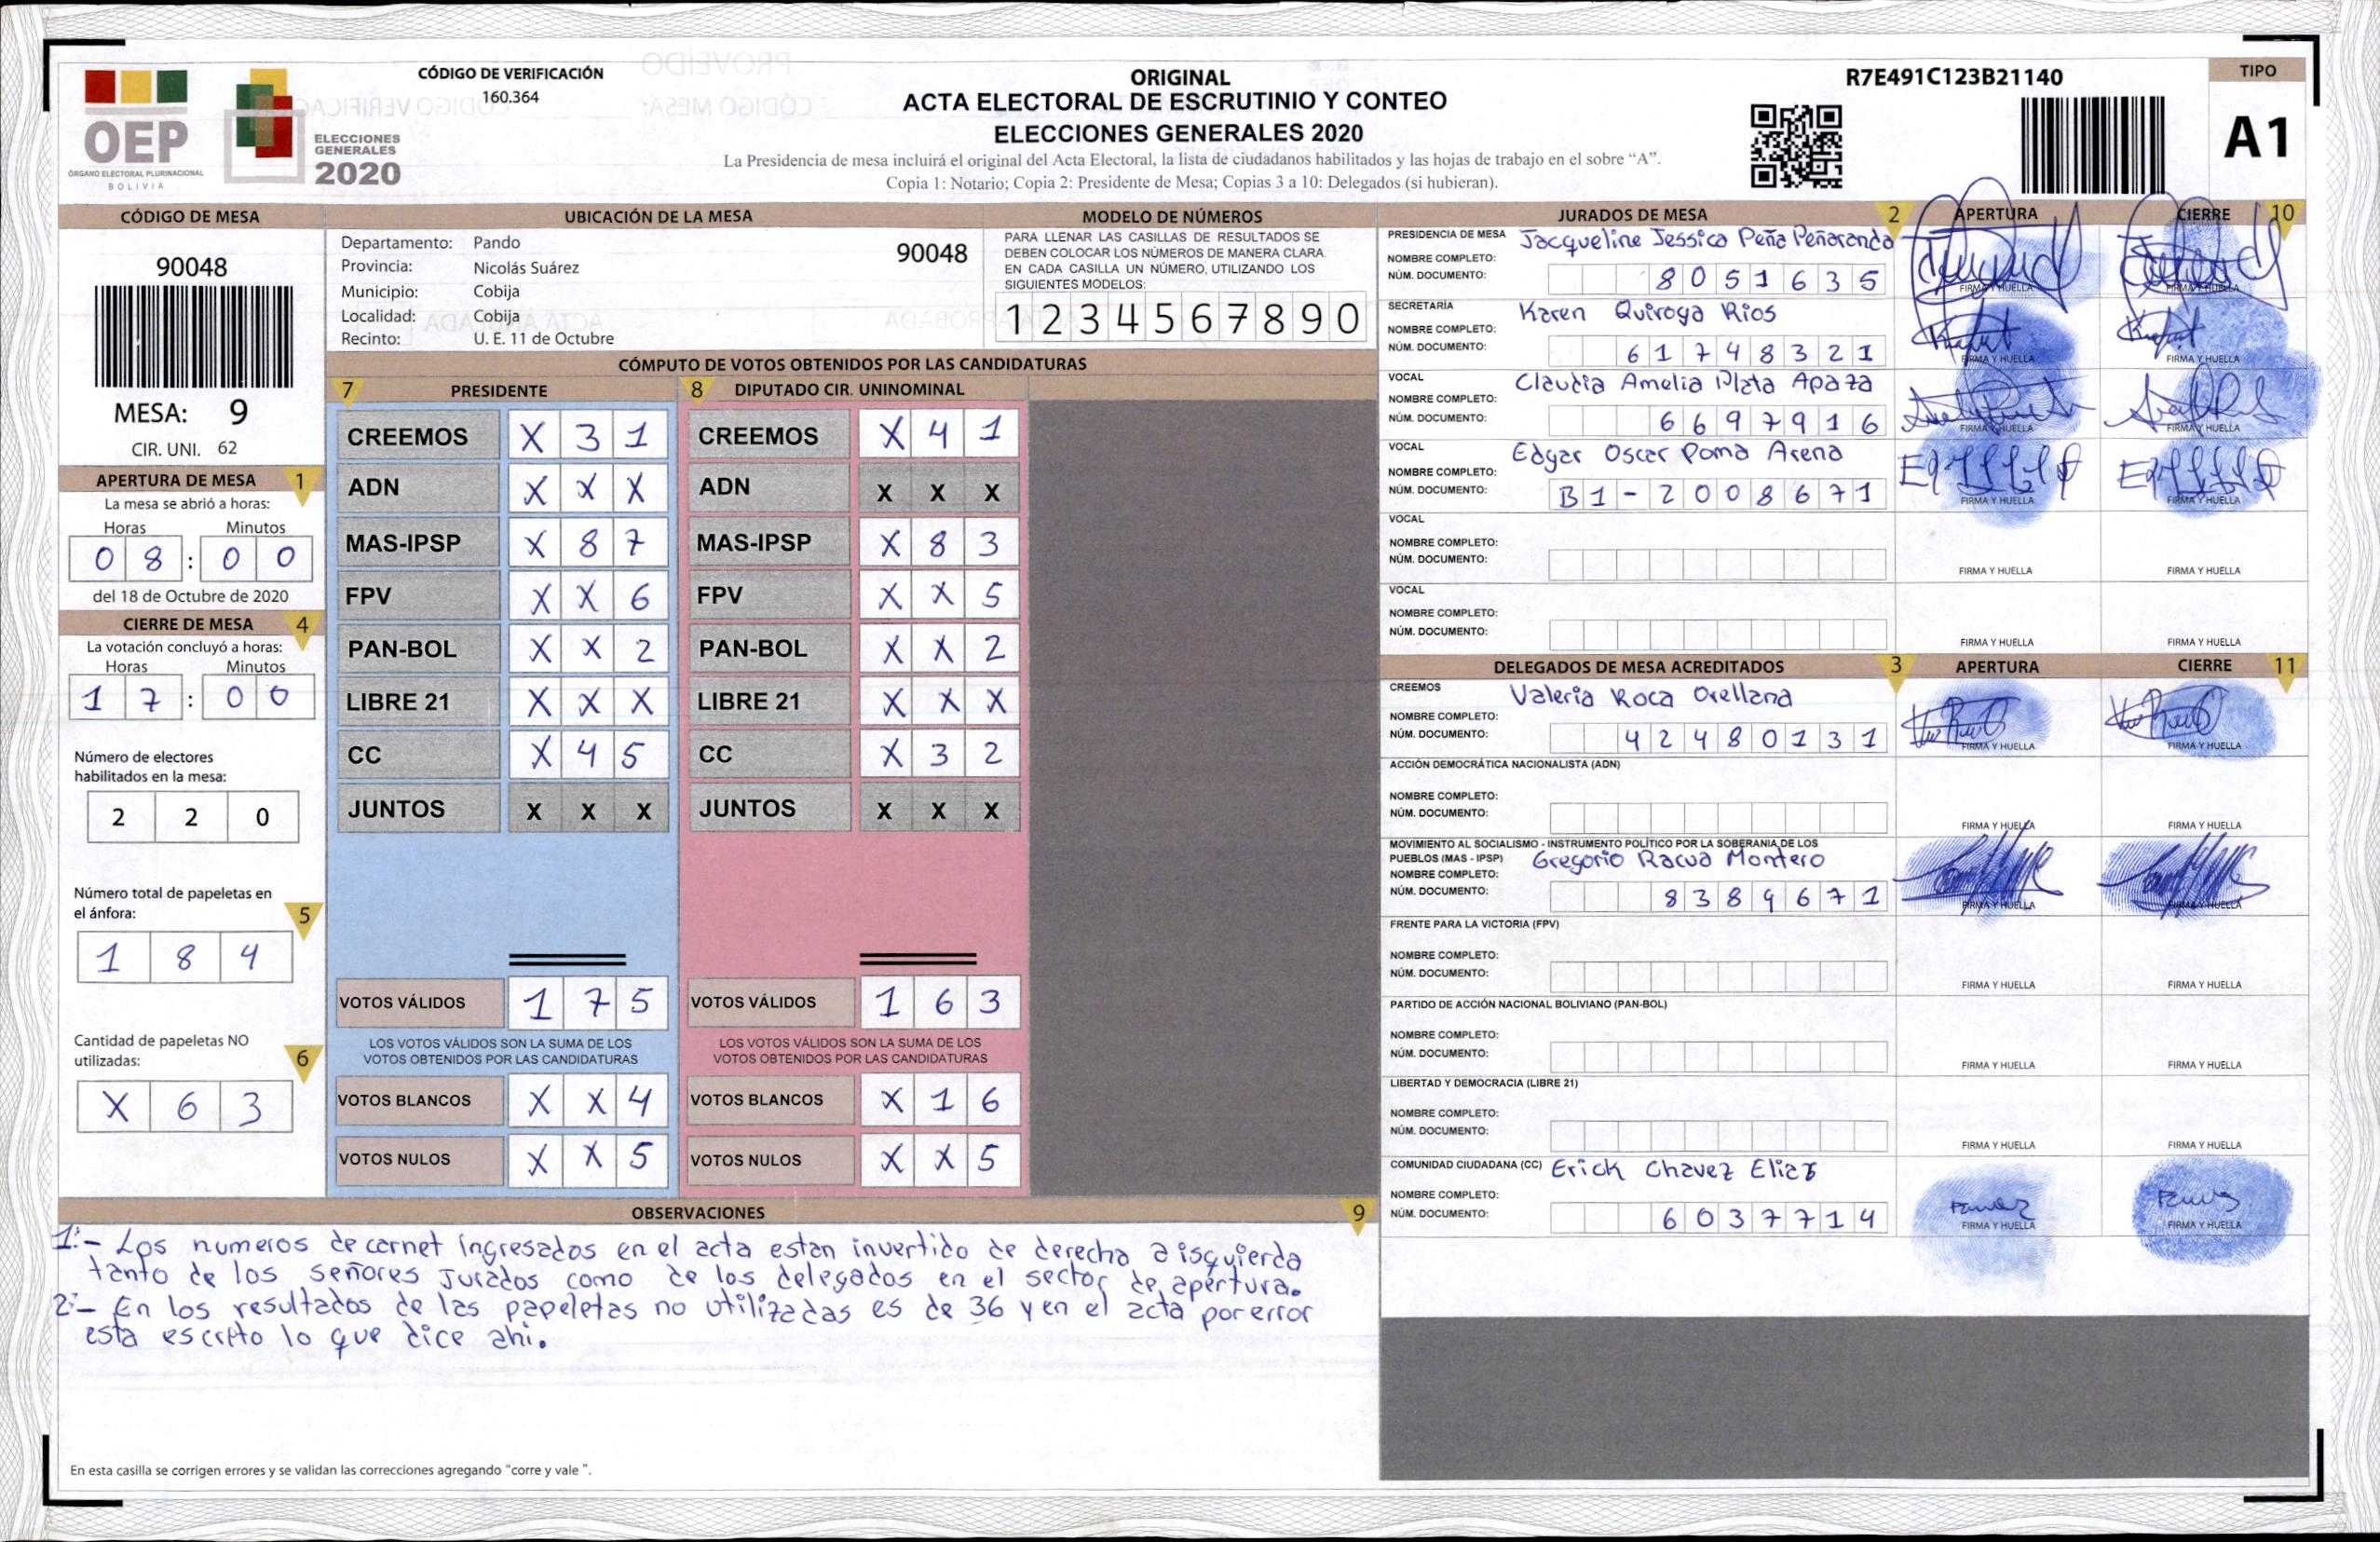 CÓDIGO DE VERIFICACIÓN
160.364
OEP
ÓRGANO ELECTORAL PLURINACIONAL
BOLIVIA
ELECCIONES
GENERALES
2020
ORIGINAL
ACTA ELECTORAL DE ESCRUTINIO Y CONTEO
ELECCIONES GENERALES 2020
La Presidencia de mesa incluirá el original del Acta Electoral, la lista de ciudadanos habilitados y las hojas de trabajo en el sobre “A”.
Copia 1: Notario; Copia 2: Presidente de Mesa; Copias 3 a 10: Delegados (si hubieran).
R7E491C123B21140
TIPO
A1
CÓDIGO DE MESA
90048
MESA: 9
CIR. UNI. 62
APERTURA DE MESA 1
La mesa se abrió a horas:
Horas Minutos
0 8 : 0 0
del 18 de Octubre de 2020
CIERRE DE MESA 4
La votación concluyó a horas:
Horas Minutos
1 7 : 0 0
Número de electores
habilitados en la mesa:
2 2 0
Número total de papeletas en
el ánfora: 5
1 8 4
Cantidad de papeletas NO
utilizadas: 6
X 6 3
UBICACIÓN DE LA MESA
Departamento: Pando 90048
Provincia: Nicolás Suárez
Municipio: Cobija
Localidad: Cobija
Recinto: U. E. 11 de Octubre
MODELO DE NÚMEROS
PARA LLENAR LAS CASILLAS DE RESULTADOS SE
DEBEN COLOCAR LOS NÚMEROS DE MANERA CLARA.
EN CADA CASILLA UN NÚMERO, UTILIZANDO LOS
SIGUIENTES MODELOS:
1 2 3 4 5 6 7 8 9 0
CÓMPUTO DE VOTOS OBTENIDOS POR LAS CANDIDATURAS
7 PRESIDENTE
CREEMOS X 3 1
ADN X X X
MAS-IPSP X 8 7
FPV X X 6
PAN-BOL X X 2
LIBRE 21 X X X
CC X 4 5
JUNTOS X X X
VOTOS VÁLIDOS 1 7 5
LOS VOTOS VÁLIDOS SON LA SUMA DE LOS
VOTOS OBTENIDOS POR LAS CANDIDATURAS
VOTOS BLANCOS X X 4
VOTOS NULOS X X 5
8 DIPUTADO CIR. UNINOMINAL
CREEMOS X 4 1
ADN X X X
MAS-IPSP X 8 3
FPV X X 5
PAN-BOL X X 2
LIBRE 21 X X X
CC X 3 2
JUNTOS X X X
VOTOS VÁLIDOS 1 6 3
LOS VOTOS VÁLIDOS SON LA SUMA DE LOS
VOTOS OBTENIDOS POR LAS CANDIDATURAS
VOTOS BLANCOS X 1 6
VOTOS NULOS X X 5
OBSERVACIONES 9
1.- Los numeros de carnet ingresados en el acta estan invertido de derecha a isquierda
tanto de los señores Jurados como de los delegados en el sector de apertura.
2.- En los resultados de las papeletas no utilizadas es de 36 y en el acta por error
esta escrito lo que dice ahi.
En esta casilla se corrigen errores y se validan las correcciones agregando “corre y vale ”.
JURADOS DE MESA 2 APERTURA CIERRE 10
PRESIDENCIA DE MESA Jacqueline Jessica Peña Peñaranda
NOMBRE COMPLETO:
NÚM. DOCUMENTO: 8 0 5 1 6 3 5
FIRMA Y HUELLA FIRMA Y HUELLA
SECRETARÍA Karen Quiroga Rios
NOMBRE COMPLETO:
NÚM. DOCUMENTO: 6 1 7 4 8 3 2 1
FIRMA Y HUELLA FIRMA Y HUELLA
VOCAL Claudia Amelia Plata Apaza
NOMBRE COMPLETO:
NÚM. DOCUMENTO: 6 6 9 7 9 1 6
FIRMA Y HUELLA FIRMA Y HUELLA
VOCAL Edgar Oscar Poma Arena
NOMBRE COMPLETO:
NÚM. DOCUMENTO: B 1 - 2 0 0 8 6 7 1
FIRMA Y HUELLA FIRMA Y HUELLA
VOCAL
NOMBRE COMPLETO:
NÚM. DOCUMENTO:
FIRMA Y HUELLA FIRMA Y HUELLA
VOCAL
NOMBRE COMPLETO:
NÚM. DOCUMENTO:
FIRMA Y HUELLA FIRMA Y HUELLA
DELEGADOS DE MESA ACREDITADOS 3 APERTURA CIERRE 11
CREEMOS Valeria Roca Orellana
NOMBRE COMPLETO:
NÚM. DOCUMENTO: 4 2 4 8 0 1 3 1
FIRMA Y HUELLA FIRMA Y HUELLA
ACCIÓN DEMOCRÁTICA NACIONALISTA (ADN)
NOMBRE COMPLETO:
NÚM. DOCUMENTO:
FIRMA Y HUELLA FIRMA Y HUELLA
MOVIMIENTO AL SOCIALISMO - INSTRUMENTO POLÍTICO POR LA SOBERANIA DE LOS
PUEBLOS (MAS - IPSP) Gregorio Racua Montero
NOMBRE COMPLETO:
NÚM. DOCUMENTO: 8 3 8 9 6 7 1
FIRMA Y HUELLA FIRMA Y HUELLA
FRENTE PARA LA VICTORIA (FPV)
NOMBRE COMPLETO:
NÚM. DOCUMENTO:
FIRMA Y HUELLA FIRMA Y HUELLA
PARTIDO DE ACCIÓN NACIONAL BOLIVIANO (PAN-BOL)
NOMBRE COMPLETO:
NÚM. DOCUMENTO:
FIRMA Y HUELLA FIRMA Y HUELLA
LIBERTAD Y DEMOCRACIA (LIBRE 21)
NOMBRE COMPLETO:
NÚM. DOCUMENTO:
FIRMA Y HUELLA FIRMA Y HUELLA
COMUNIDAD CIUDADANA (CC) Erick Chavez Elias
NOMBRE COMPLETO:
NÚM. DOCUMENTO: 6 0 3 7 7 1 4
FIRMA Y HUELLA FIRMA Y HUELLA